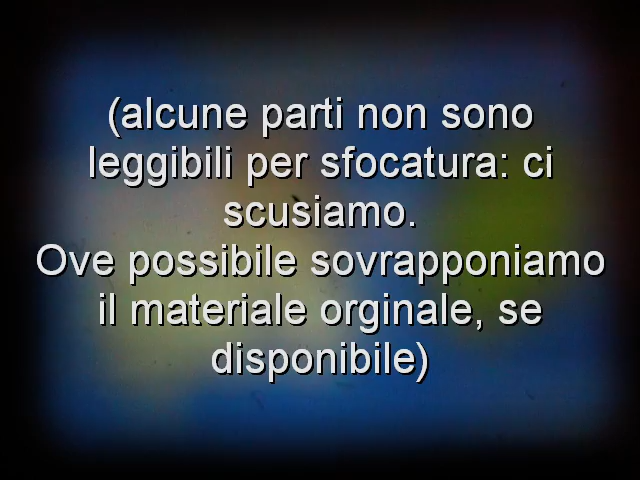 (alcune parti non sono
leggibili per sfocatura: ci
scusiamo.
Ove possibile sovrapponiamo
il materiale orginale, se
disponibile)